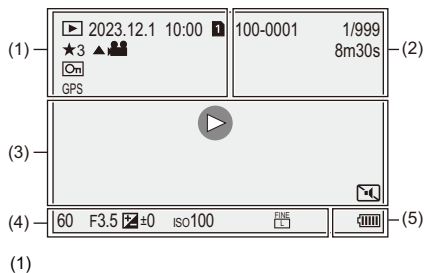 2023.12.1 10:00 1 100-0001 1/999
(1) ★3 8m30s (2)
On
GPS
(3)
(4) 60 F3.5 ±0 ISO100 FINE L (5)
(1)